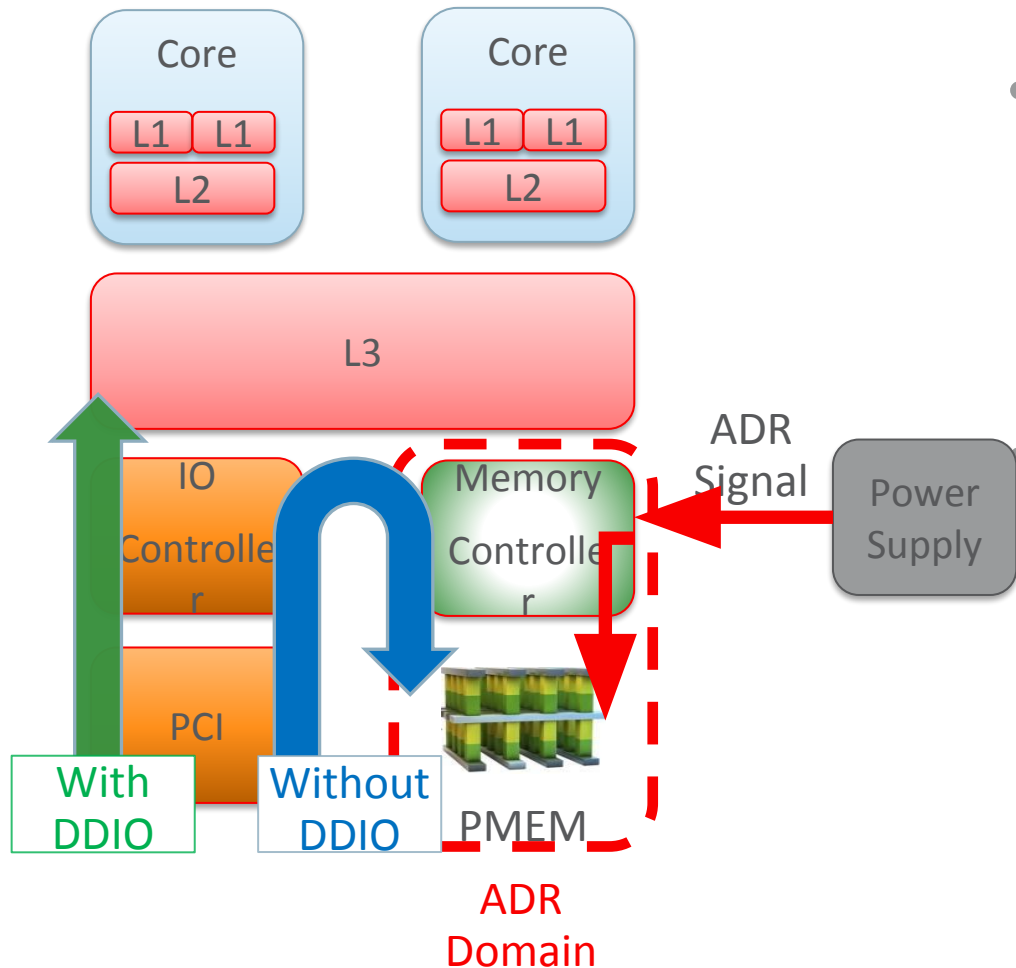 Core
L1 L1
L2
Core
L1 L1
L2
L3
IO
Controlle
r
Memory
Controlle
r
ADR
Signal
Power
Supply
PCI
With
DDIO
Without
DDIO
PMEM
ADR
Domain